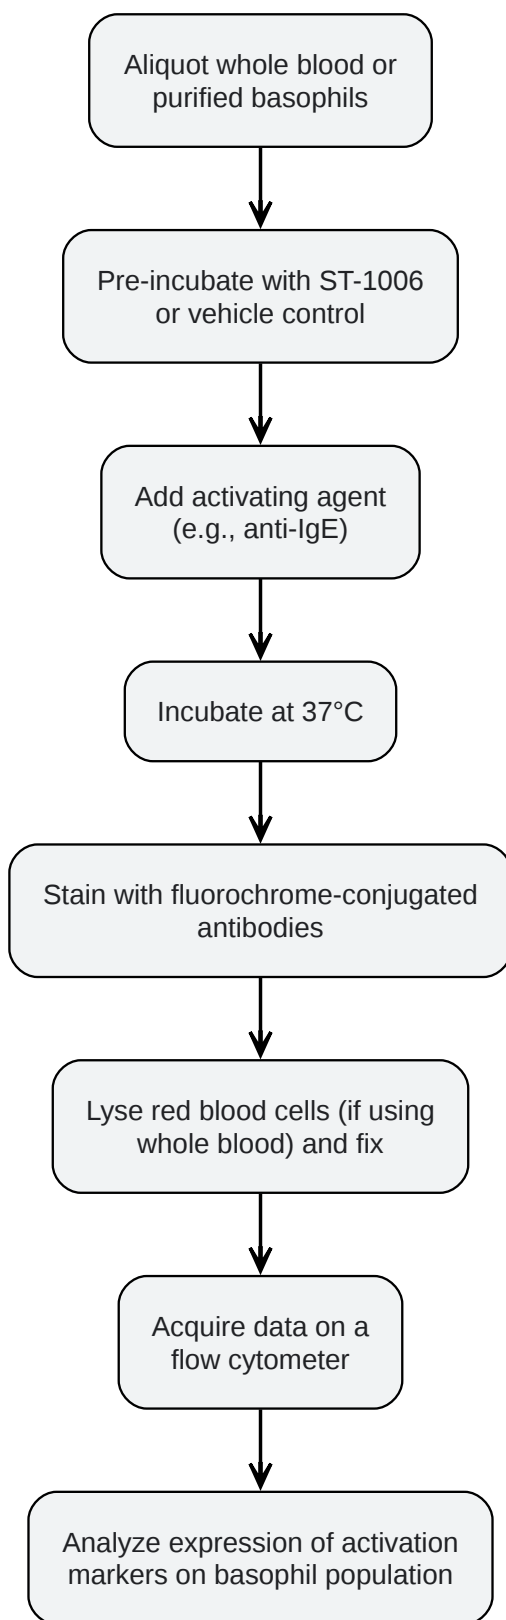 Aliquot whole blood or
purified basophils
Pre-incubate with ST-1006
or vehicle control
Add activating agent
(e.g., anti-IgE)
Incubate at 37°C
Stain with fluorochrome-conjugated
antibodies
Lyse red blood cells (if using
whole blood) and fix
Acquire data on a
flow cytometer
Analyze expression of activation
markers on basophil population